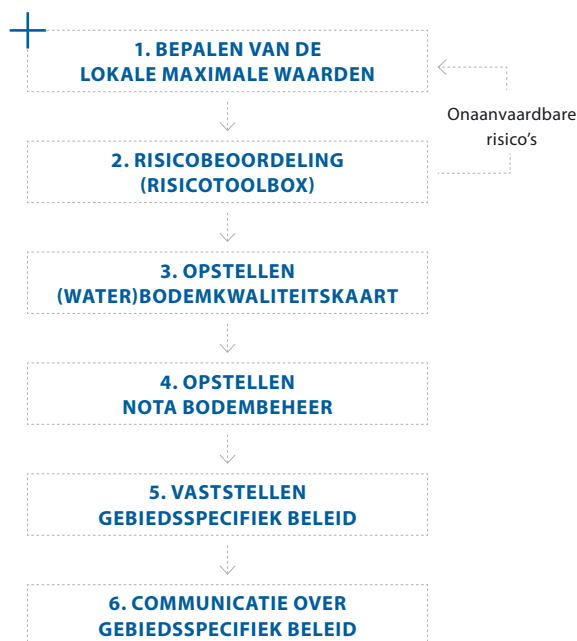 1. BEPALEN VAN DE
LOKALE MAXIMALE WAARDEN
Onaanvaardbare
risico's
2. RISICOBEOORDELING
(RISICOTOOLBOX)
3. OPSTELLEN
(WATER)BODEMKWALITEITSKAART
4. OPSTELLEN
NOTA BODEMBEHEER
5. VASTSTELLEN
GEBIEDSSPECIFIEK BELEID
6. COMMUNICATIE OVER
GEBIEDSSPECIFIEK BELEID